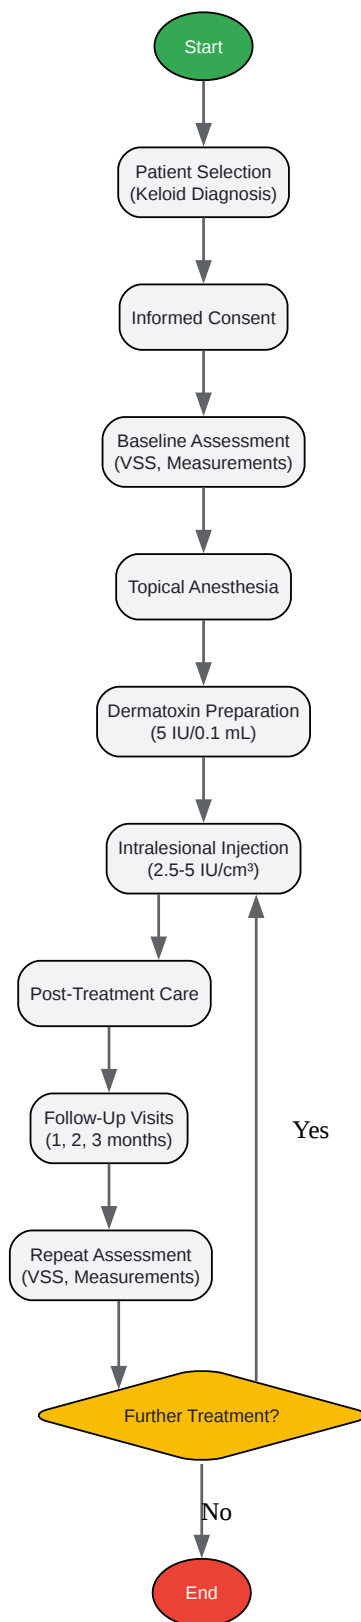 Start
Patient Selection
(Keloid Diagnosis)
Informed Consent
Baseline Assessment
(VSS, Measurements)
Topical Anesthesia
Dermatoxin Preparation
(5 IU/0.1 mL)
Intralesional Injection
(2.5-5 IU/cm³)
Post-Treatment Care
Follow-Up Visits
(1, 2, 3 months)
Yes
Repeat Assessment
(VSS, Measurements)
Further Treatment?
No
End